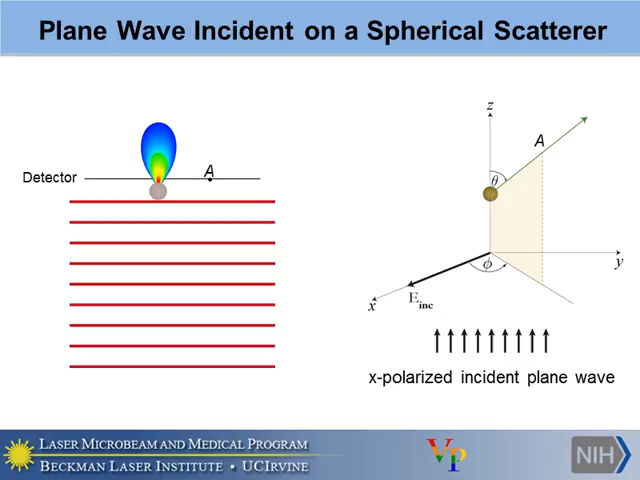 Plane Wave Incident on a Spherical Scatterer
Detector
A
z
A
θ
y
ϕ
E_inc
x
x-polarized incident plane wave
LASER MICROBEAM AND MEDICAL PROGRAM
BECKMAN LASER INSTITUTE • UCIRVINE
VP
NIH